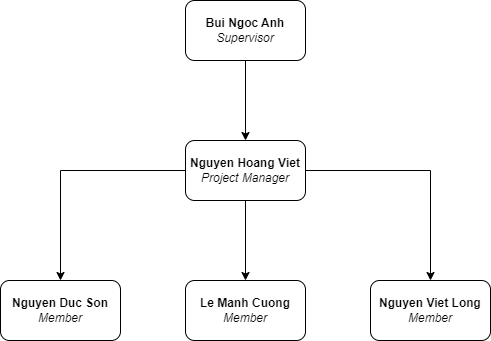 Bui Ngoc Anh
Supervisor
Nguyen Hoang Viet
Project Manager
Nguyen Duc Son
Member
Le Manh Cuong
Member
Nguyen Viet Long
Member